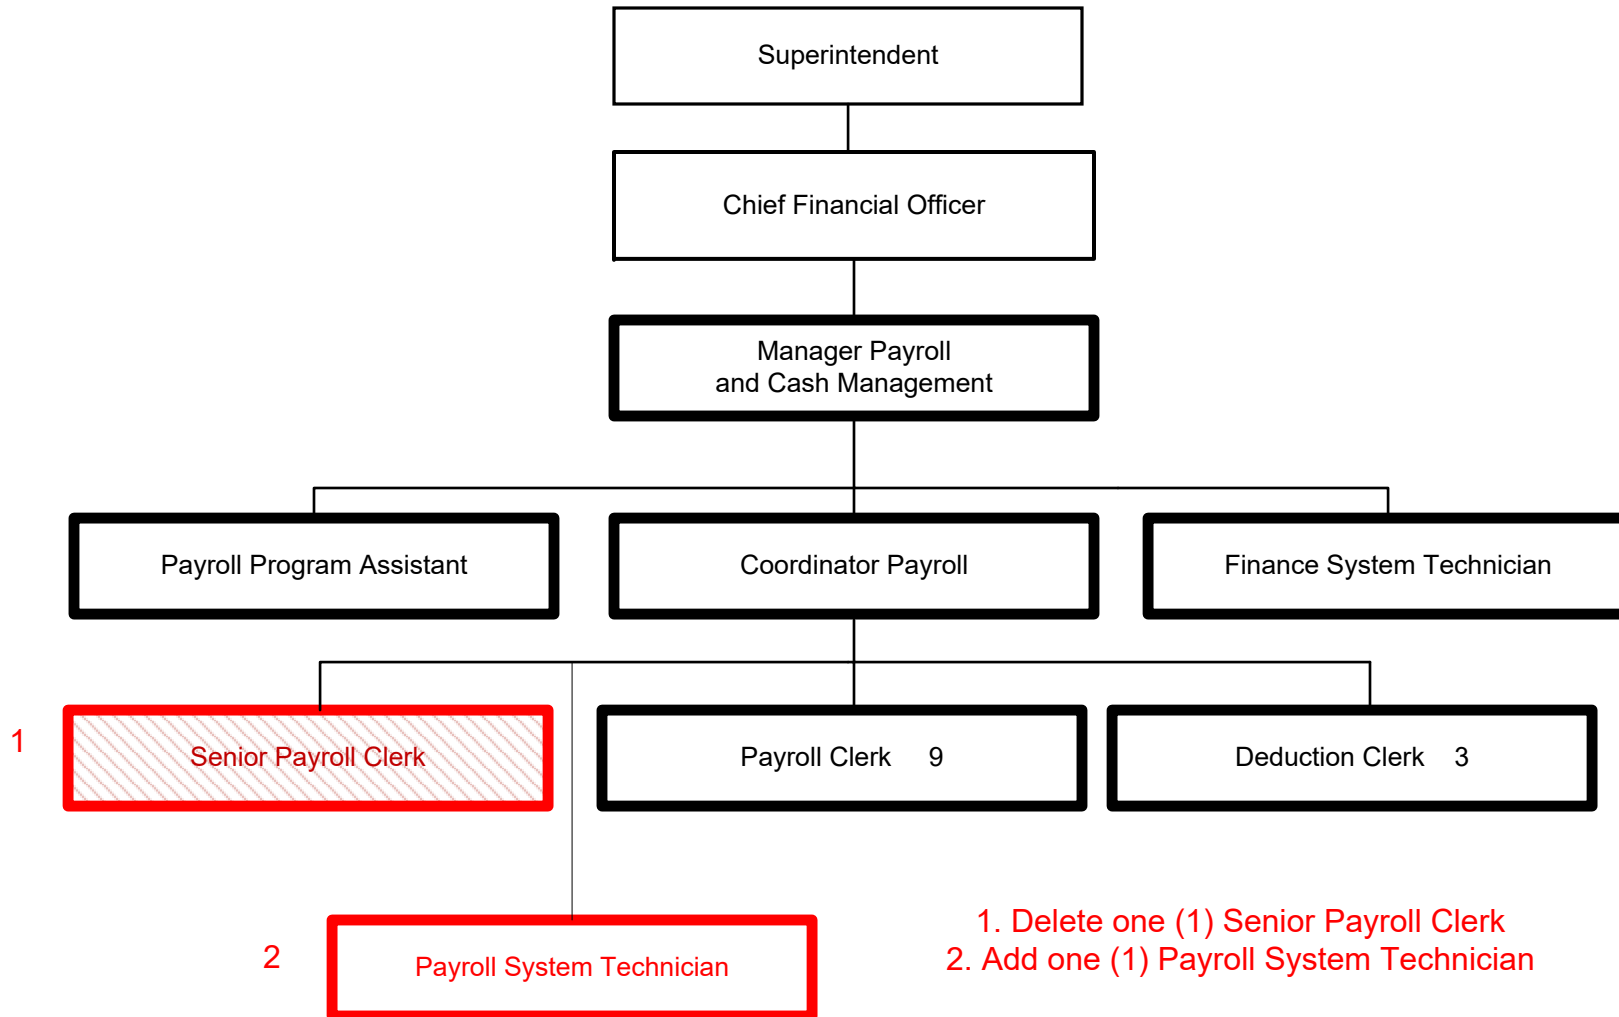 Superintendent
Chief Financial Officer
Manager Payroll
and Cash Management
Payroll Program Assistant
Coordinator Payroll
Finance System Technician
1
Senior Payroll Clerk
Payroll Clerk 9
Deduction Clerk 3
2
Payroll System Technician
1. Delete one (1) Senior Payroll Clerk
2. Add one (1) Payroll System Technician